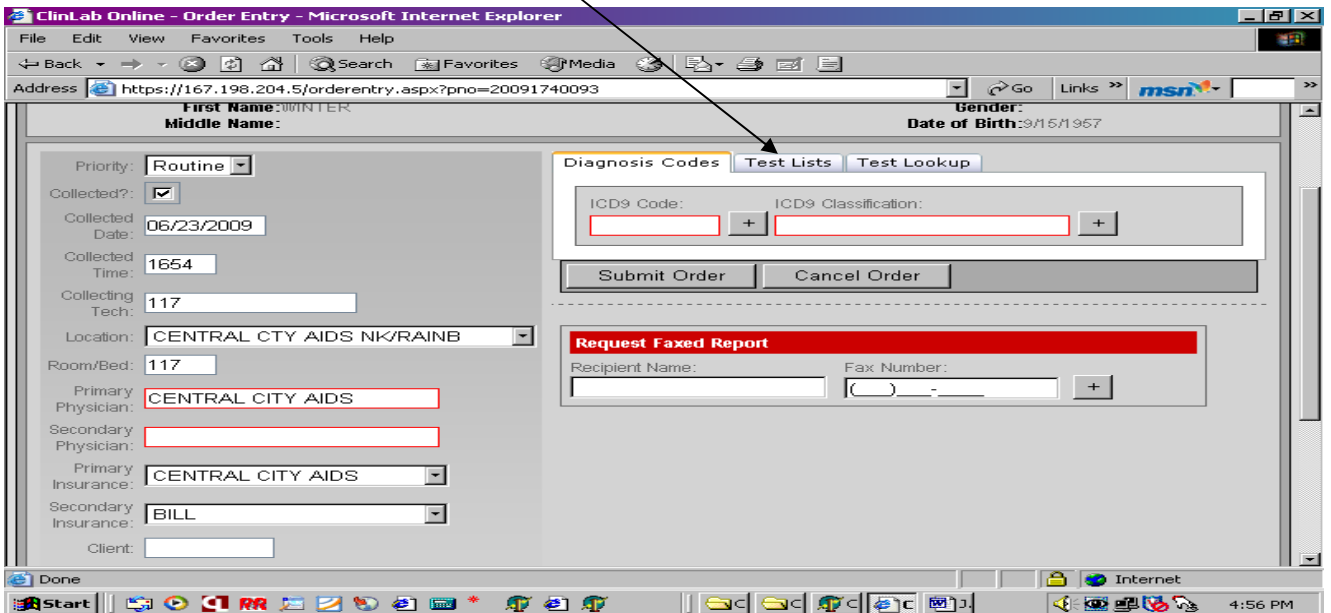 ClinLab Online - Order Entry - Microsoft Internet Explorer
File Edit View Favorites Tools Help
Back Search Favorites Media
Address https://167.198.204.5/orderentry.aspx?pno=20091740093 Go Links » msn »
First Name:WINTER Gender:
Middle Name: Date of Birth:9/15/1957
Priority: Routine
Collected?:
Collected Date: 06/23/2009
Collected Time: 1654
Collecting Tech: 117
Location: CENTRAL CTY AIDS NK/RAINB
Room/Bed: 117
Primary Physician: CENTRAL CITY AIDS
Secondary Physician:
Primary Insurance: CENTRAL CITY AIDS
Secondary Insurance: BILL
Client:
Diagnosis Codes Test Lists Test Lookup
ICD9 Code: ICD9 Classification:
+ +
Submit Order Cancel Order
Request Faxed Report
Recipient Name: Fax Number:
(__)___-____ +
Done Internet
Start RR C C C C J. 4:56 PM